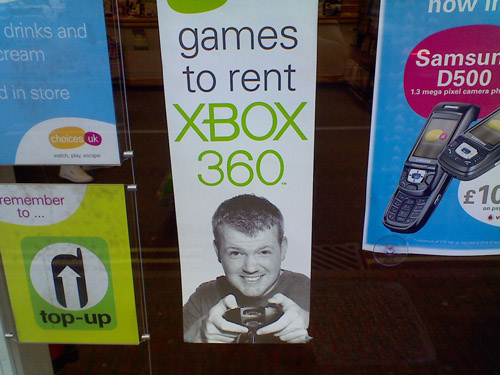 drinks and
cream
d in store
choices uk
watch, play, escape
remember
to ...
top-up
games
to rent
XBOX
360
now in
Samsun
D500
1.3 mega pixel camera ph
£10